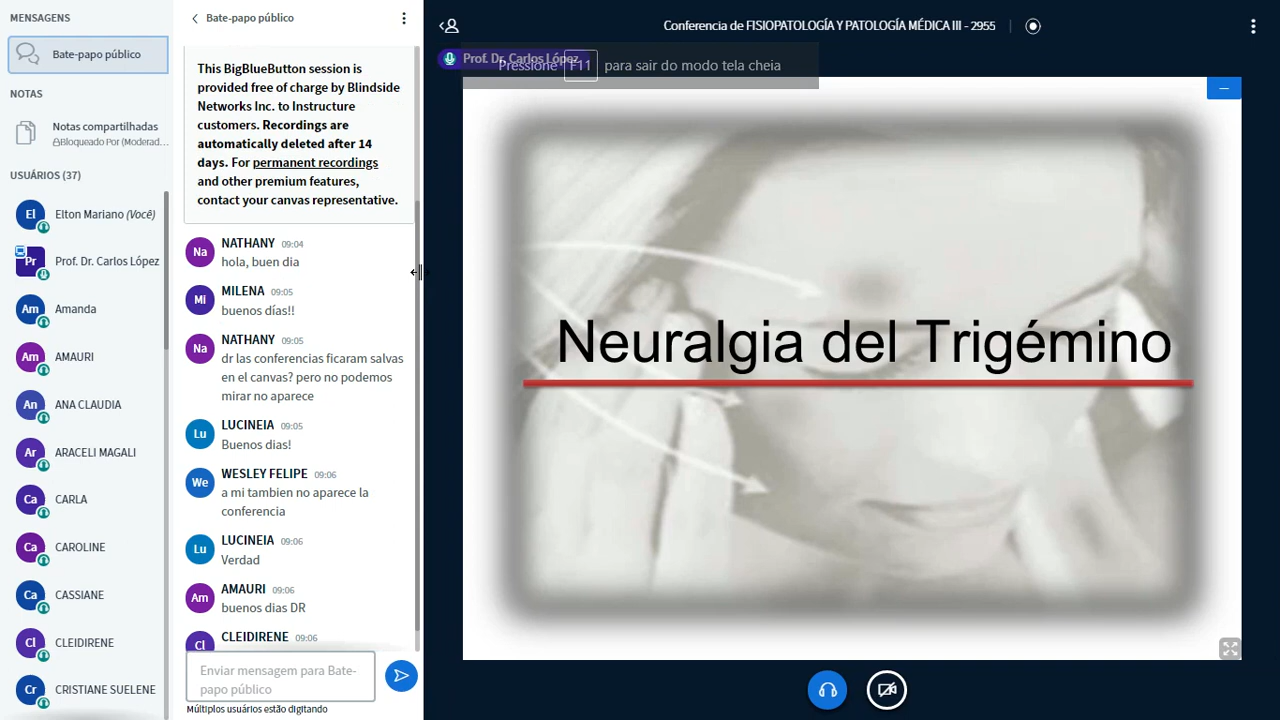 MENSAGENS
Bate-papo público
NOTAS
Notas compartilhadas
Bloqueado Por (Moderad...
USUÁRIOS (37)
El
Elton Mariano (Você)
Pr
Prof. Dr. Carlos López
Am
Amanda
Am
AMAURI
An
ANA CLAUDIA
Ar
ARACELI MAGALI
Ca
CARLA
Ca
CAROLINE
Ca
CASSIANE
Cl
CLEIDIRENE
Cr
CRISTIANE SUELENE
Bate-papo público
This BigBlueButton session is
provided free of charge by Blindside
Networks Inc. to Instructure
customers. Recordings are
automatically deleted after 14
days. For permanent recordings
and other premium features,
contact your canvas representative.
Na
NATHANY 09:04
hola, buen dia
Mi
MILENA 09:05
buenos días!!
Na
NATHANY 09:05
dr las conferencias ficaram salvas
en el canvas? pero no podemos
mirar no aparece
Lu
LUCINEIA 09:05
Buenos dias!
We
WESLEY FELIPE 09:06
a mi tambien no aparece la
conferencia
Lu
LUCINEIA 09:06
Verdad
Am
AMAURI 09:06
buenos dias DR
Cl
CLEIDIRENE 09:06
Enviar mensagem para Bate-
papo público
Múltiplos usuários estão digitando
Conferencia de FISIOPATOLOGÍA Y PATOLOGÍA MÉDICA III - 2955
Prof. Dr. Carlos López
Pressione F11 para sair do modo tela cheia
Neuralgia del Trigémino